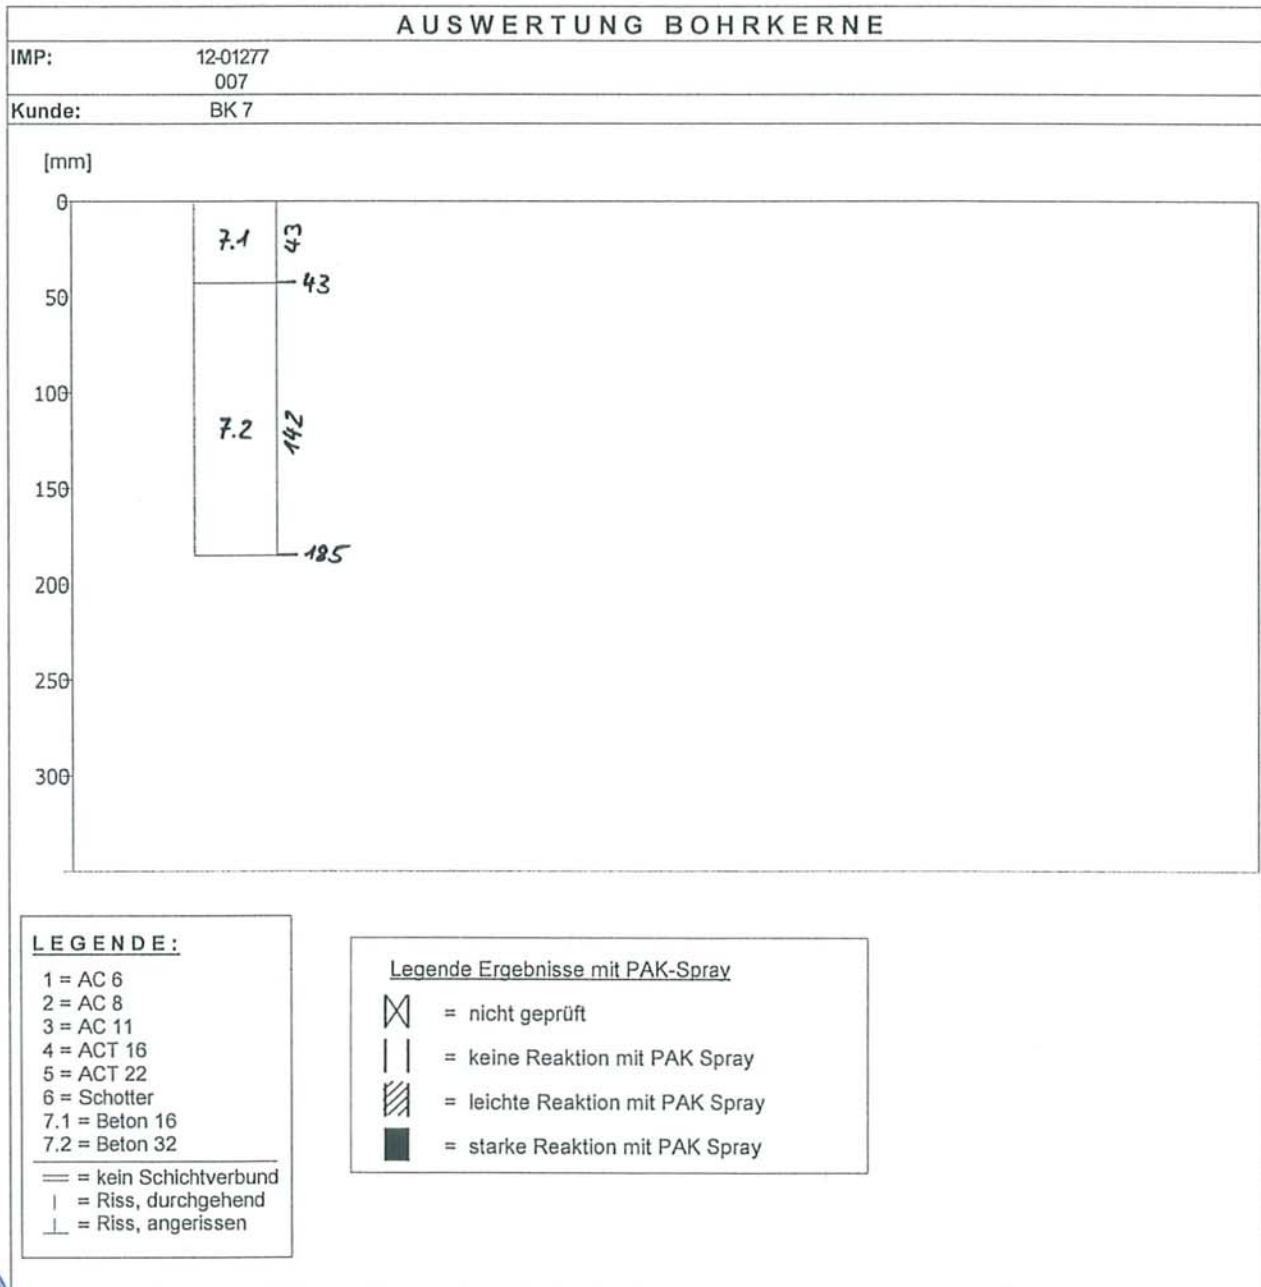 AUSWERTUNG BOHRKERNE
IMP: 12-01277
007
Kunde: BK 7
[mm]
0
7.1 43
43
50
100
7.2 142
150
185
200
250
300
LEGENDE:
1 = AC 6
2 = AC 8
3 = AC 11
4 = ACT 16
5 = ACT 22
6 = Schotter
7.1 = Beton 16
7.2 = Beton 32
= kein Schichtverbund
= Riss, durchgehend
= Riss, angerissen
Legende Ergebnisse mit PAK-Spray
= nicht geprüft
= keine Reaktion mit PAK Spray
= leichte Reaktion mit PAK Spray
= starke Reaktion mit PAK Spray